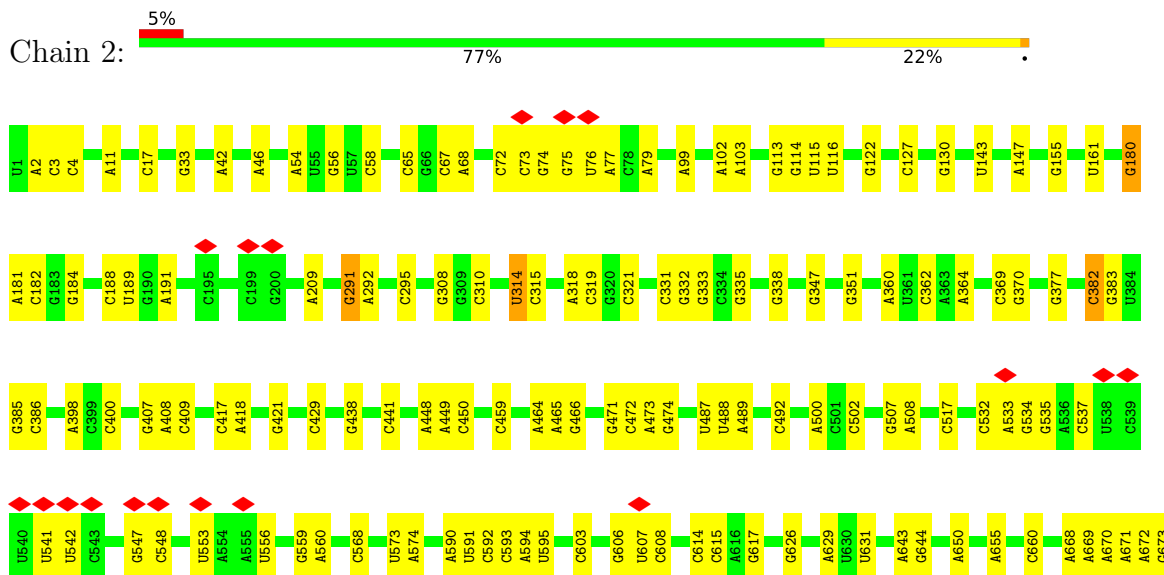 5%
Chain 2:
77% 22% •
U1 A2 C3 C4 A11 C17 G33 A42 A46 A54 U55 G56 U57 C58 C65 G66 C67 A68 C72 C73 G74 G75 U76 A77 C78 A79 A99 A102 A103 G113 G114 U115 U116 G122 C127 G130 U143 A147 G155 U161 G180
A181 C182 G183 G184 C188 U189 G190 A191 C195 C199 G200 A209 G291 A292 C295 G308 G309 C310 U314 C315 A318 C319 G320 C321 C331 G332 G333 C334 G335 G338 G347 G351 A360 U361 C362 A363 A364 C369 G370 G377 C382 G383 U384
G385 C386 A398 C399 C400 G407 A408 C409 C417 A418 G421 C429 G438 C441 A448 A449 C450 C459 A464 A465 G466 G471 C472 A473 G474 U487 U488 A489 C492 A500 C501 C502 G507 A508 C517 C532 A533 G534 G535 A536 C537 U538 C539
U540 U541 U542 C543 G547 C548 U553 A554 A555 U556 G559 A560 C568 U573 A574 A590 U591 C592 C593 A594 U595 C603 G606 U607 C608 C614 C615 A616 G617 G626 A629 U630 U631 A643 G644 A650 A655 C660 A668 A669 A670 A671 A672 G673